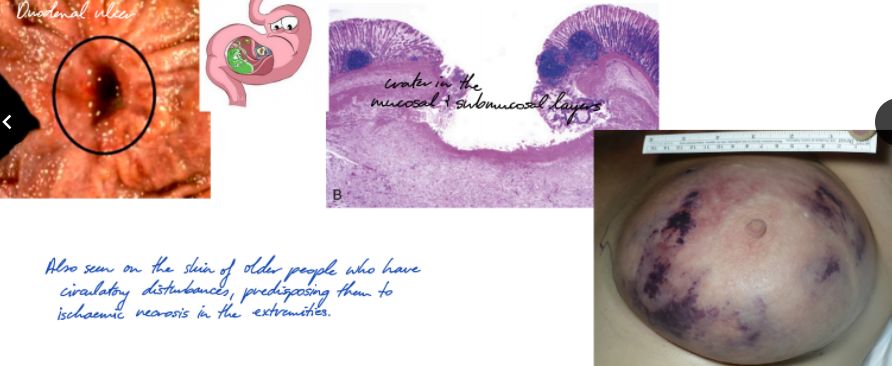 Duodenal ulcer
crater in the
mucosal & submucosal layers
B
Also seen on the skin of older people who have
circulatory disturbances, predisposing them to
ischaemic necrosis in the extremities.